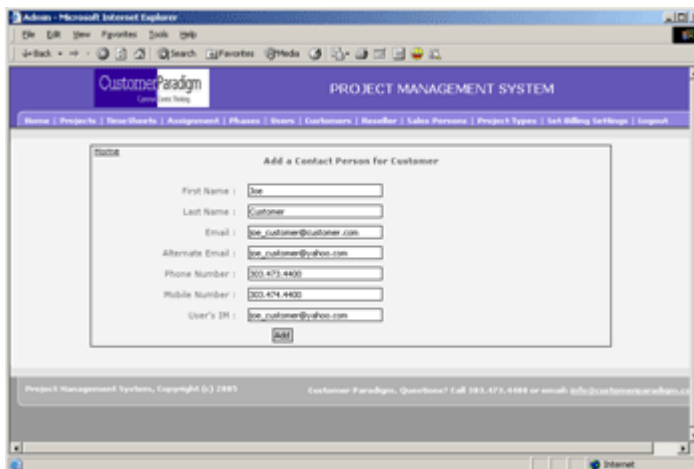 Admin - Microsoft Internet Explorer
File Edit View Favorites Tools Help
Back Search Favorites Media
CustomerParadigm
PROJECT MANAGEMENT SYSTEM
Home | Projects | TimeSheets | Assignment | Phases | Users | Customers | Reseller | Sales Persons | Project Types | Set Billing Settings | Logout
Home
Add a Contact Person for Customer
First Name : Joe
Last Name : Customer
Email : joe_customer@customer.com
Alternate Email : joe_customer@yahoo.com
Phone Number : 303.473.4400
Mobile Number : 303.474.4400
User's IM : joe_customer@yahoo.com
Add
Project Management System, Copyright (c) 2005
Customer Paradigm, Questions? Call 303.473.4400 or email: info@customerparadigm.co
Internet